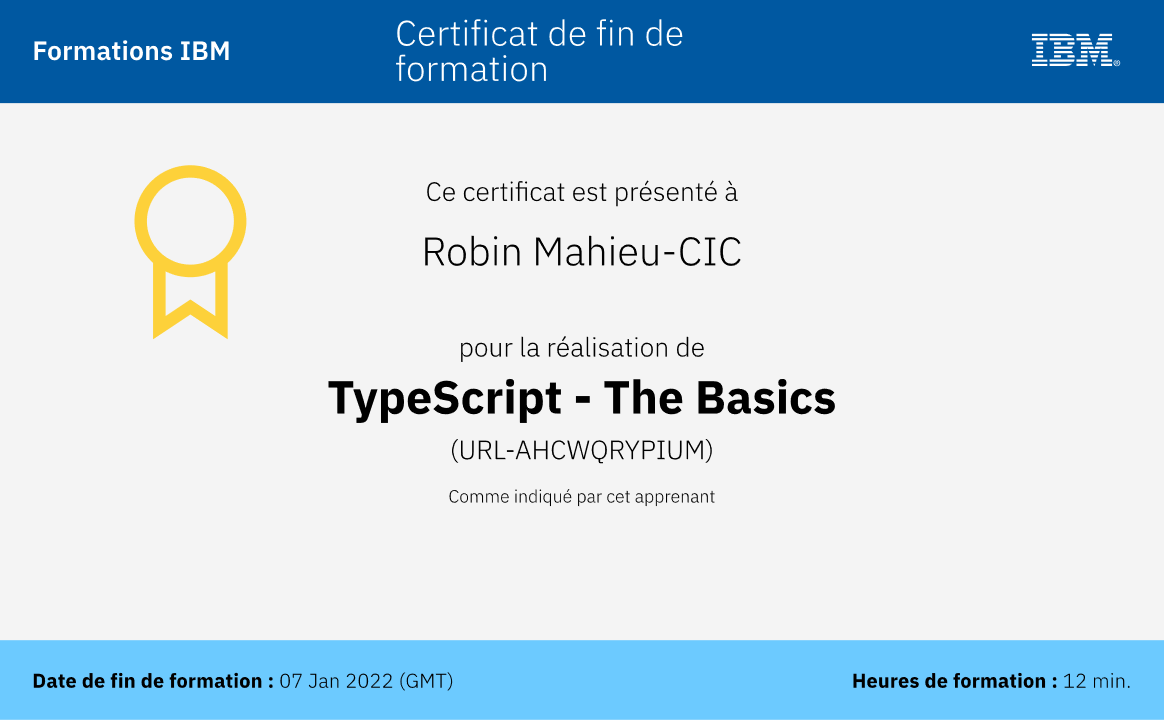 Formations IBM
Certificat de fin de
formation
IBM®
Ce certificat est présenté à
Robin Mahieu-CIC
pour la réalisation de
TypeScript - The Basics
(URL-AHCWQRYPIUM)
Comme indiqué par cet apprenant
Date de fin de formation : 07 Jan 2022 (GMT)
Heures de formation : 12 min.